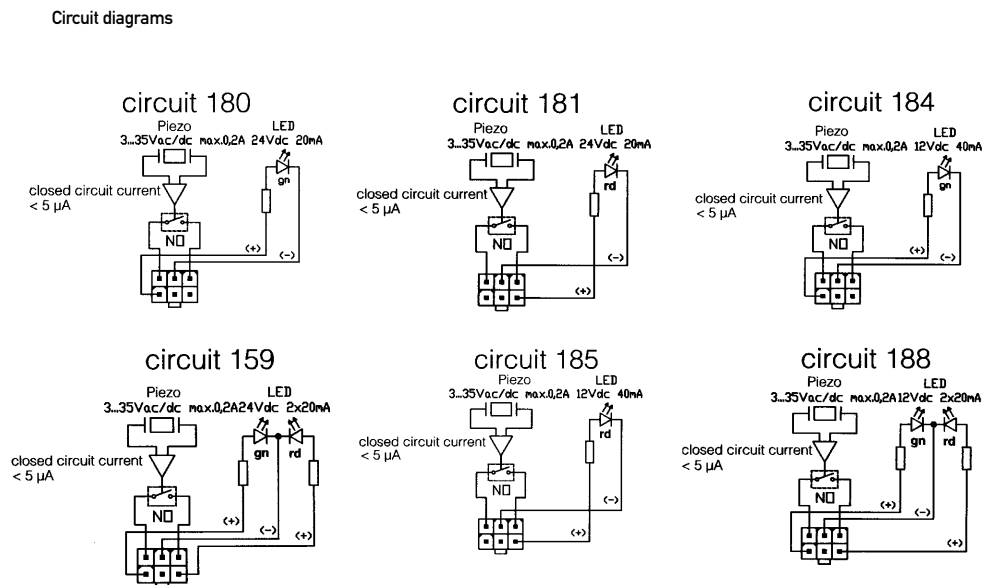 Circuit diagrams
circuit 180
Piezo LED
3...35Vac/dc max.0,2A 24Vdc 20mA
gn
closed circuit current
< 5 µA
NO
(+) (-)
circuit 181
Piezo LED
3...35Vac/dc max.0,2A 24Vdc 20mA
rd
closed circuit current
< 5 µA
NO
(-)
(+)
circuit 184
Piezo LED
3...35Vac/dc max.0,2A 12Vdc 40mA
gn
closed circuit current
< 5 µA
NO
(+) (-)
circuit 159
Piezo LED
3...35Vac/dc max.0,2A24Vdc 2x20mA
gn rd
closed circuit current
< 5 µA
NO
(+) (-) (+)
circuit 185
Piezo LED
3...35Vac/dc max.0,2A 12Vdc 40mA
rd
closed circuit current
< 5 µA
NO
(-)
(+)
circuit 188
Piezo LED
3...35Vac/dc max.0,2A12Vdc 2x20mA
gn rd
closed circuit current
< 5 µA
NO
(+) (-) (+)